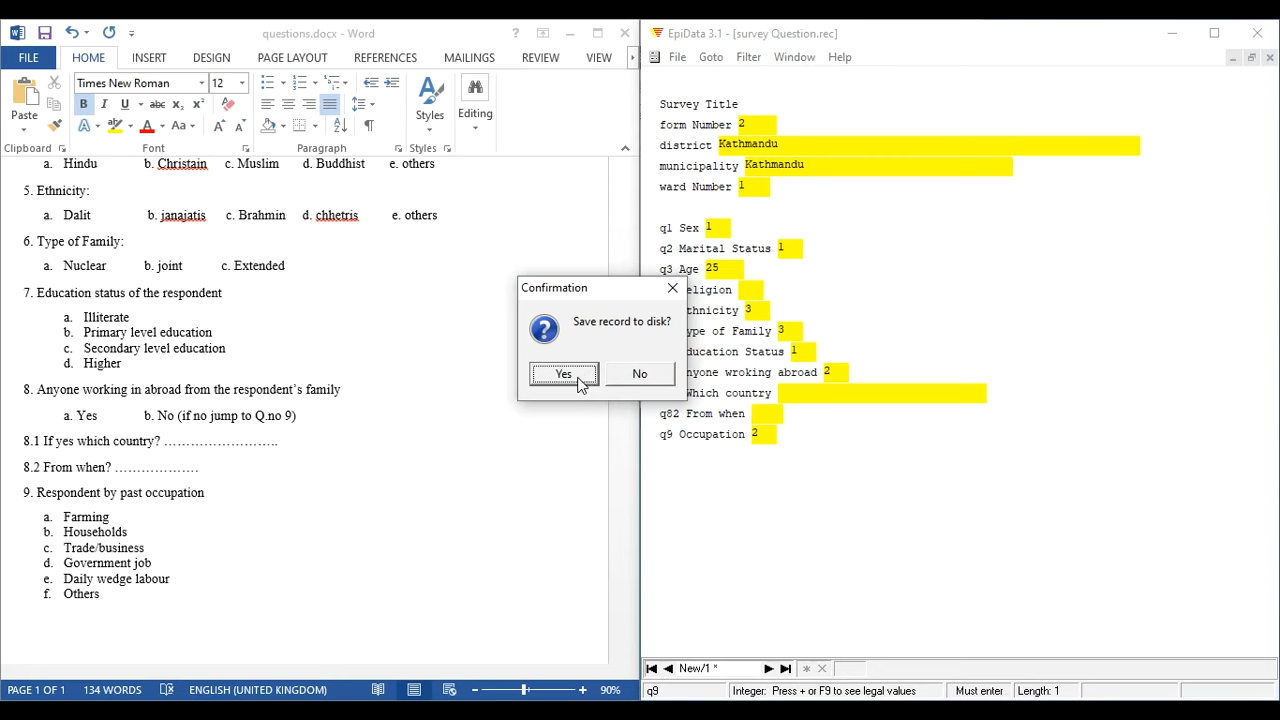 questions.docx - Word
FILE HOME INSERT DESIGN PAGE LAYOUT REFERENCES MAILINGS REVIEW VIEW
Paste
Times New Roman 12
B I U abc x₂ x²
A ab A Aa A A
Styles
Editing
Clipboard Font Paragraph Styles
a. Hindu b. Christain c. Muslim d. Buddhist e. others
5. Ethnicity:
a. Dalit b. janajatis c. Brahmin d. chhetris e. others
6. Type of Family:
a. Nuclear b. joint c. Extended
7. Education status of the respondent
a. Illiterate
b. Primary level education
c. Secondary level education
d. Higher
8. Anyone working in abroad from the respondent's family
a. Yes b. No (if no jump to Q.no 9)
8.1 If yes which country? ……………………..
8.2 From when? ……………….
9. Respondent by past occupation
a. Farming
b. Households
c. Trade/business
d. Government job
e. Daily wedge labour
f. Others
PAGE 1 OF 1 134 WORDS ENGLISH (UNITED KINGDOM) 90%
EpiData 3.1 - [survey Question.rec]
File Goto Filter Window Help
Survey Title
form Number 2
district Kathmandu
municipality Kathmandu
ward Number 1
q1 Sex 1
q2 Marital Status 1
q3 Age 25
eligion
thnicity 3
ype of Family 3
ducation Status 1
nyone wroking abroad 2
Which country
q82 From when
q9 Occupation 2
Confirmation
Save record to disk?
Yes No
New/1 *
q9 Integer: Press + or F9 to see legal values Must enter Length: 1